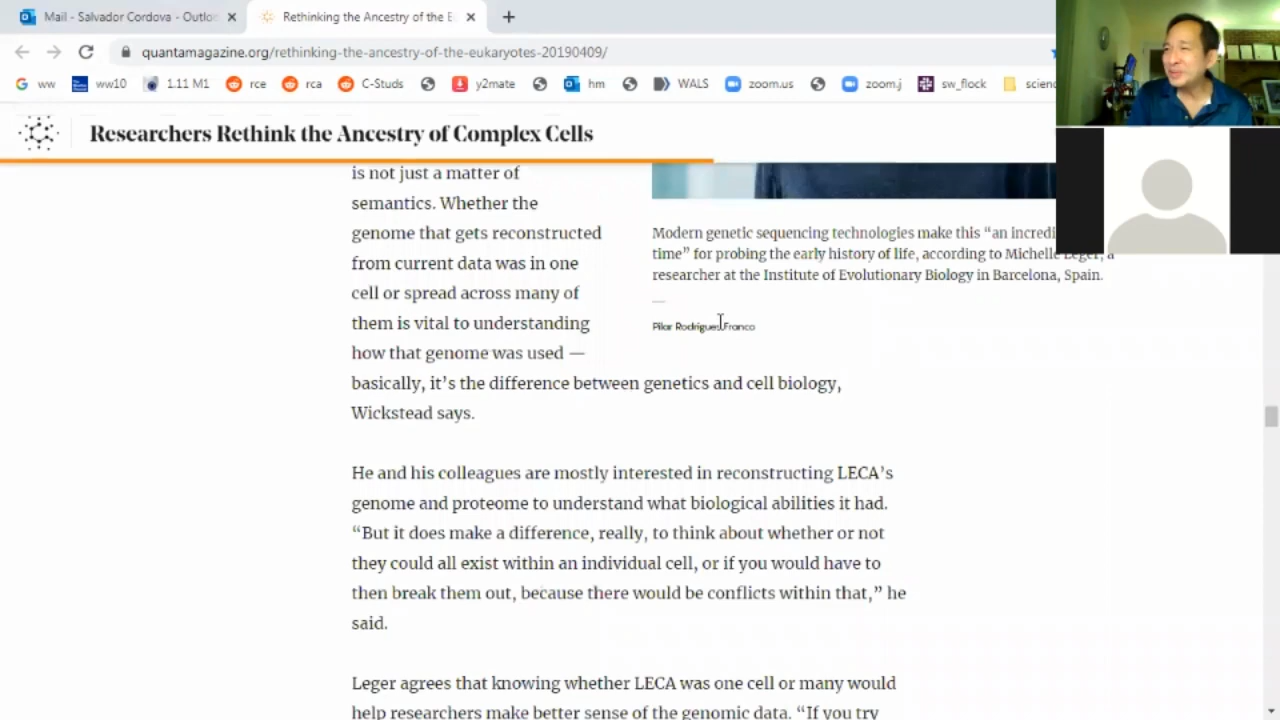 Mail - Salvador Cordova - Outlo
Rethinking the Ancestry of the E
quantamagazine.org/rethinking-the-ancestry-of-the-eukaryotes-20190409/
ww
ww10
1.11 M1
rce
rca
C-Studs
y2mate
hm
WALS
zoom.us
zoom.j
sw_flock
scienc
Researchers Rethink the Ancestry of Complex Cells
is not just a matter of
semantics. Whether the
genome that gets reconstructed
from current data was in one
cell or spread across many of
them is vital to understanding
how that genome was used —
basically, it’s the difference between genetics and cell biology,
Wickstead says.
Modern genetic sequencing technologies make this “an incredi
time” for probing the early history of life, according to Michelle Leger, a
researcher at the Institute of Evolutionary Biology in Barcelona, Spain.
Pilar Rodrigues Franco
He and his colleagues are mostly interested in reconstructing LECA’s
genome and proteome to understand what biological abilities it had.
“But it does make a difference, really, to think about whether or not
they could all exist within an individual cell, or if you would have to
then break them out, because there would be conflicts within that,” he
said.
Leger agrees that knowing whether LECA was one cell or many would
help researchers make better sense of the genomic data. “If you try